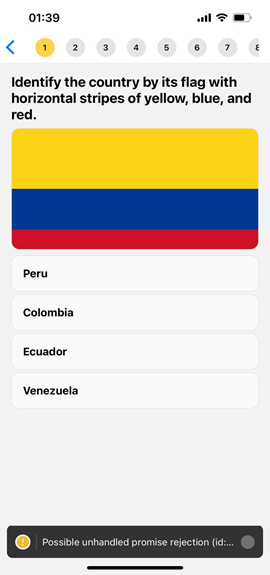 01:39
1 2 3 4 5 6 7 8
Identify the country by its flag with
horizontal stripes of yellow, blue, and
red.
Peru
Colombia
Ecuador
Venezuela
! Possible unhandled promise rejection (id:...